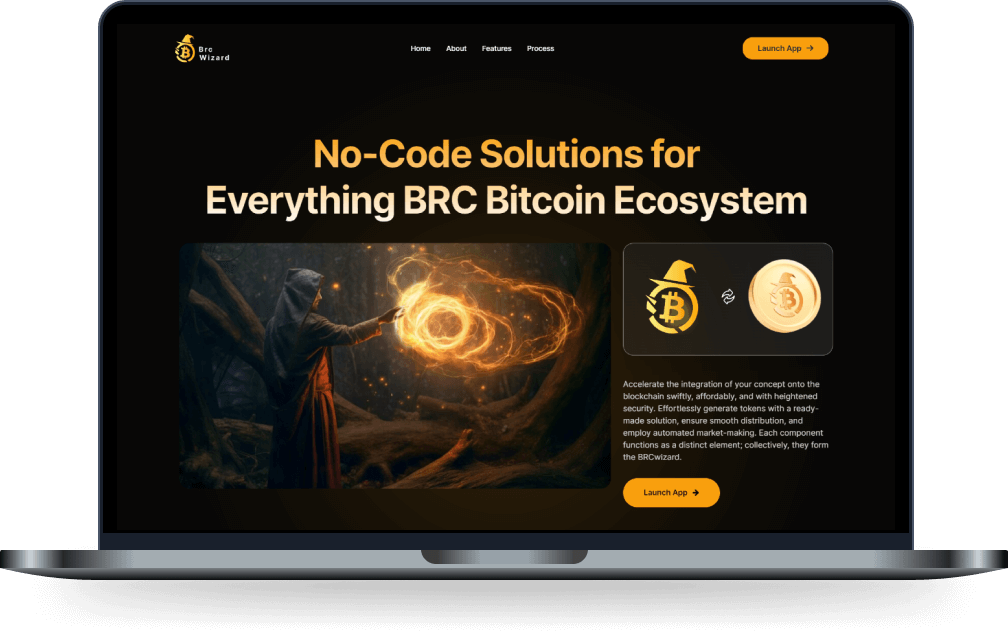 Brc
Wizard
Home About Features Process
Launch App
No-Code Solutions for
Everything BRC Bitcoin Ecosystem
Accelerate the integration of your concept onto the
blockchain swiftly, affordably, and with heightened
security. Effortlessly generate tokens with a ready-
made solution, ensure smooth distribution, and
employ automated market-making. Each component
functions as a distinct element; collectively, they form
the BRCwizard.
Launch App